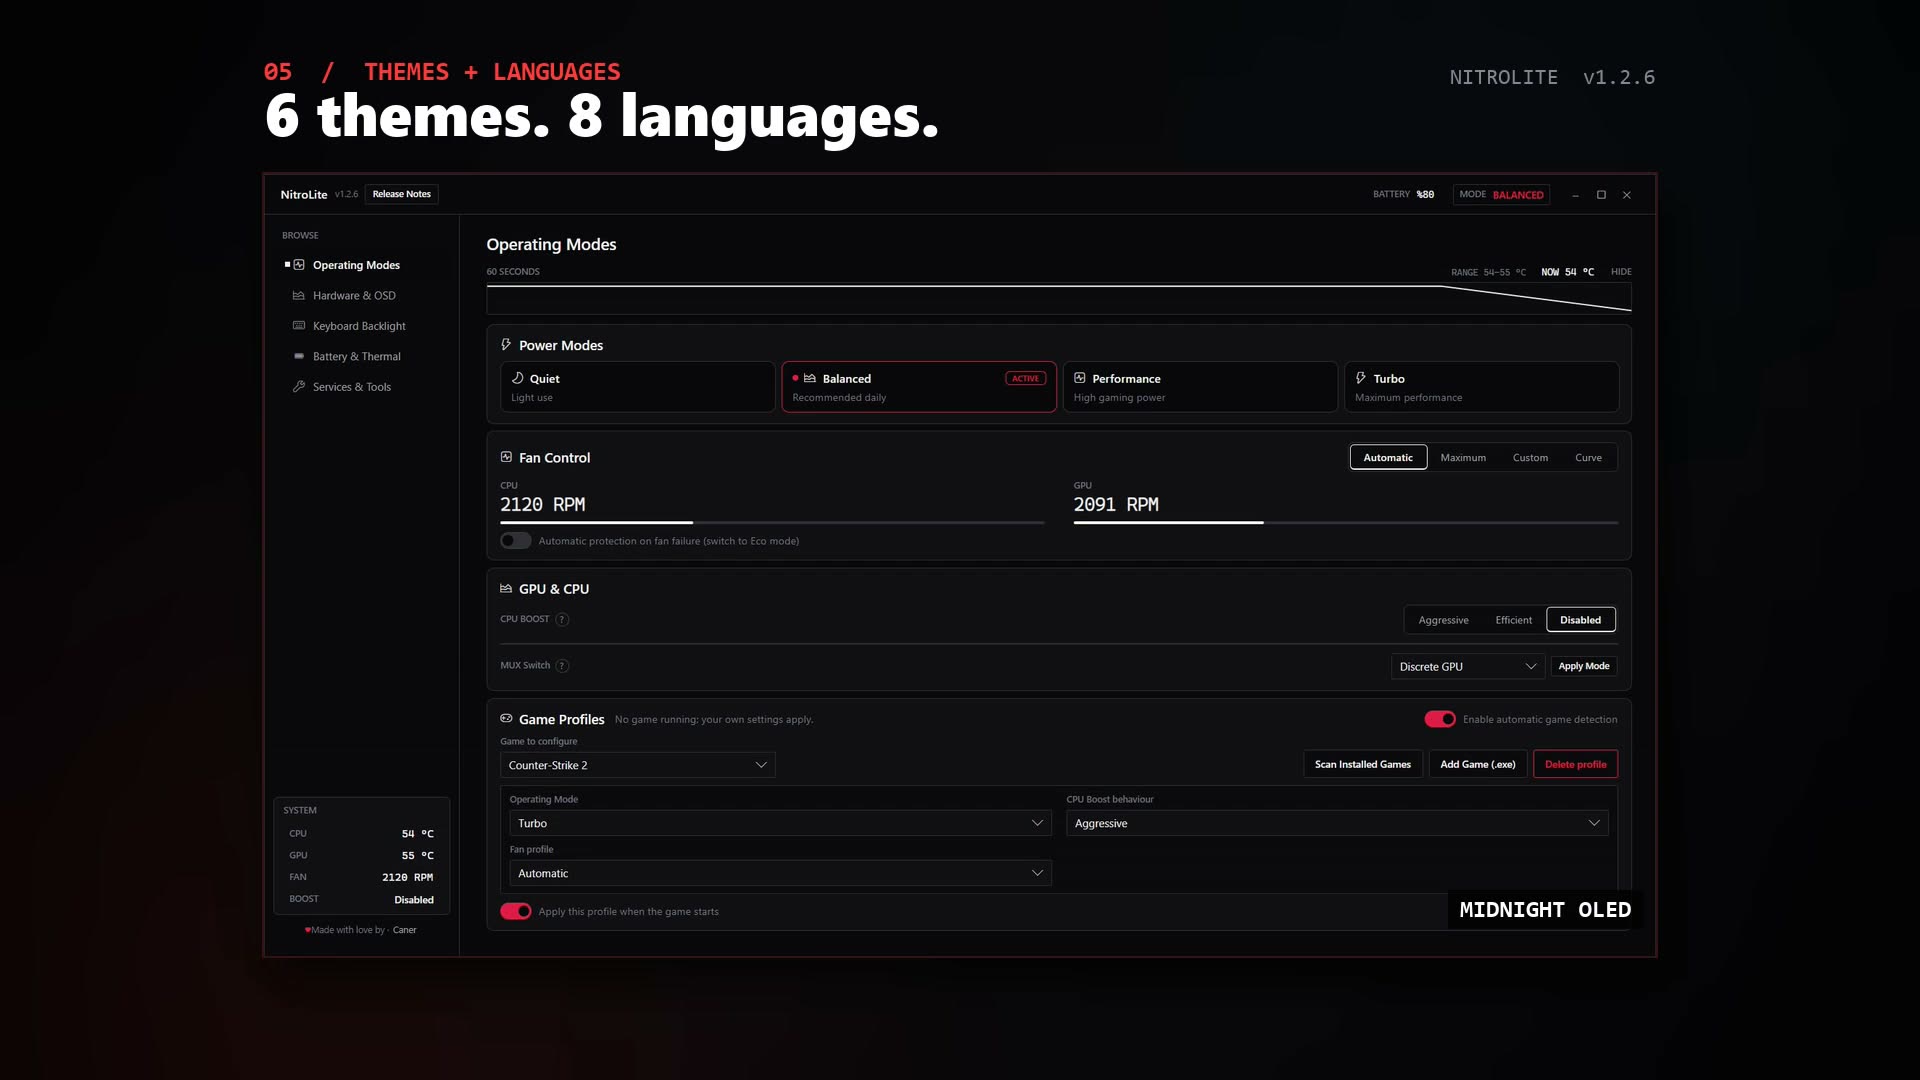 05 / THEMES + LANGUAGES
NITROLITE v1.2.6
6 themes. 8 languages.
NitroLite v1.2.6 Release Notes
BATTERY %80 MODE BALANCED
BROWSE
Operating Modes
Hardware & OSD
Keyboard Backlight
Battery & Thermal
Services & Tools
SYSTEM
CPU 54 °C
GPU 55 °C
FAN 2120 RPM
BOOST Disabled
♥Made with love by · Caner
Operating Modes
60 SECONDS RANGE 54–55 °C NOW 54 °C HIDE
Power Modes
Quiet
Light use
Balanced ACTIVE
Recommended daily
Performance
High gaming power
Turbo
Maximum performance
Fan Control Automatic Maximum Custom Curve
CPU
2120 RPM
GPU
2091 RPM
Automatic protection on fan failure (switch to Eco mode)
GPU & CPU
CPU BOOST ? Aggressive Efficient Disabled
MUX Switch ? Discrete GPU Apply Mode
Game Profiles No game running; your own settings apply. Enable automatic game detection
Game to configure
Counter-Strike 2 Scan Installed Games Add Game (.exe) Delete profile
Operating Mode
Turbo
CPU Boost behaviour
Aggressive
Fan profile
Automatic
Apply this profile when the game starts
MIDNIGHT OLED